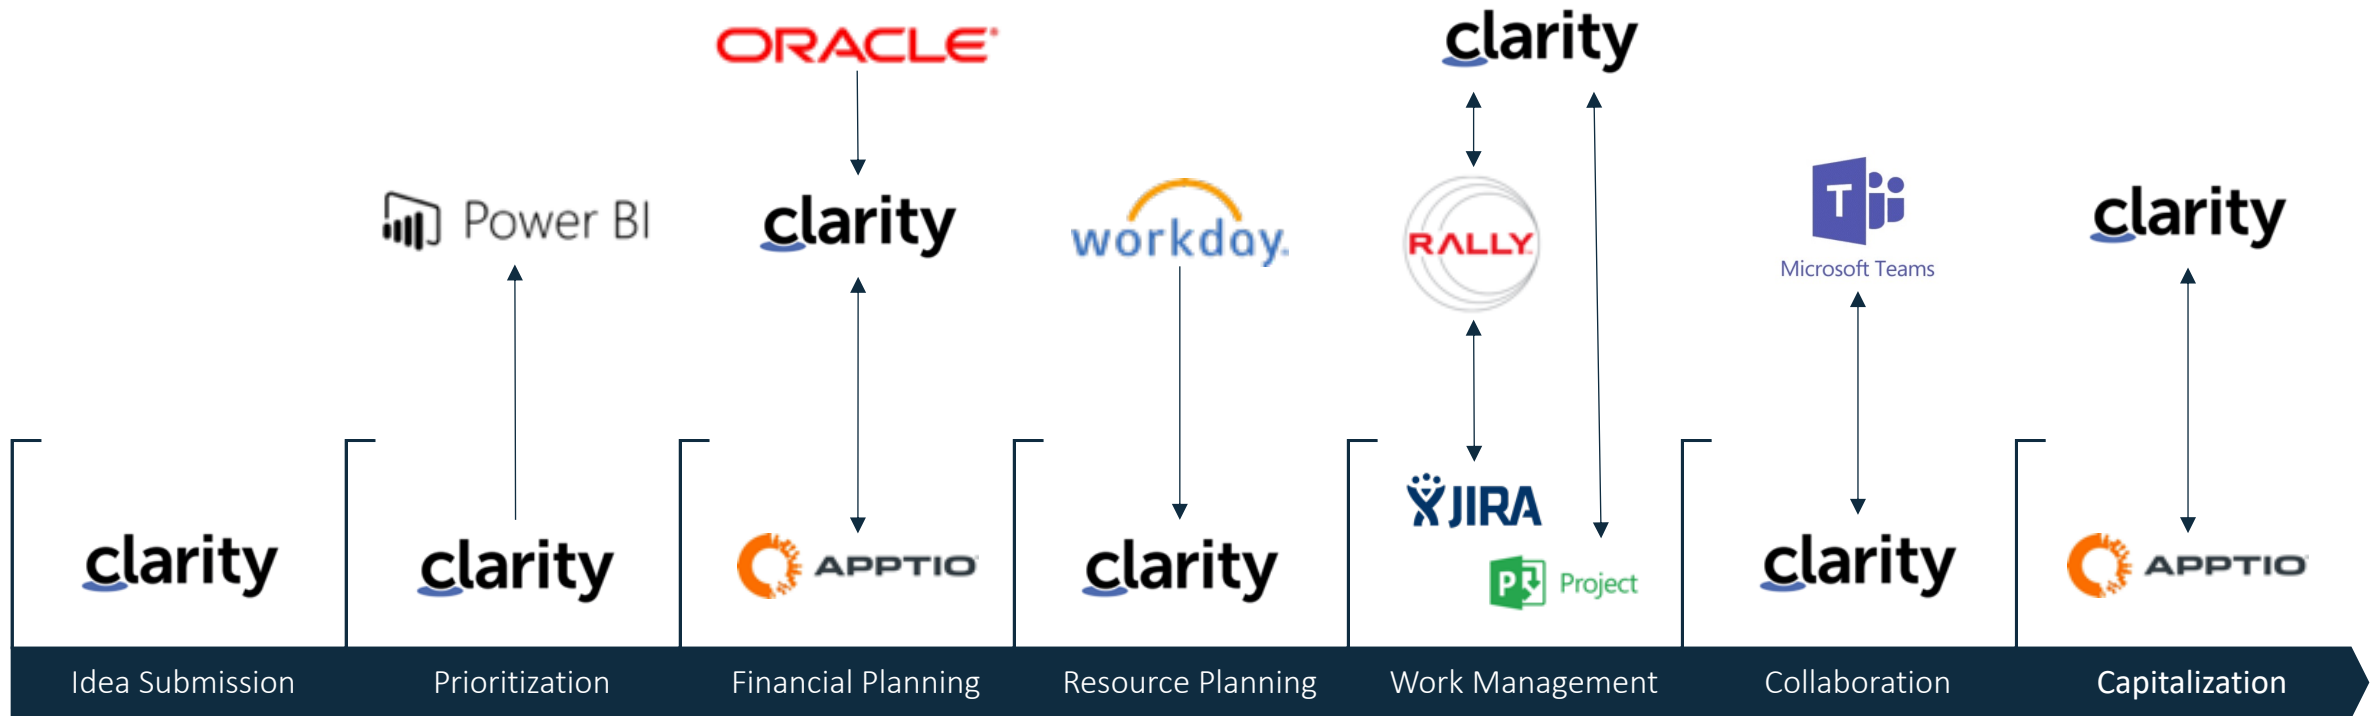 ORACLE
clarity
Power BI
clarity
workday.
RALLY
T
Microsoft Teams
clarity
JIRA
clarity
clarity
APPTIO
clarity
P
Project
clarity
APPTIO
Idea Submission
Prioritization
Financial Planning
Resource Planning
Work Management
Collaboration
Capitalization